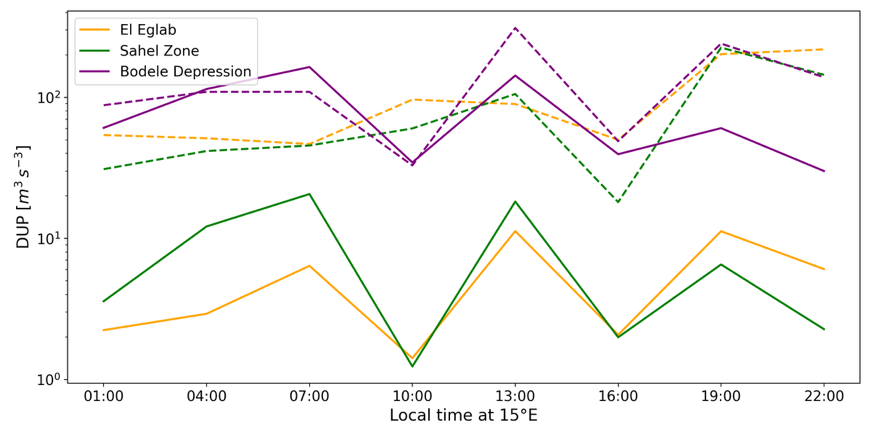 El Eglab
Sahel Zone
Bodele Depression
DUP [m³ s⁻³]
10²
10¹
10⁰
01:00 04:00 07:00 10:00 13:00 16:00 19:00 22:00
Local time at 15°E